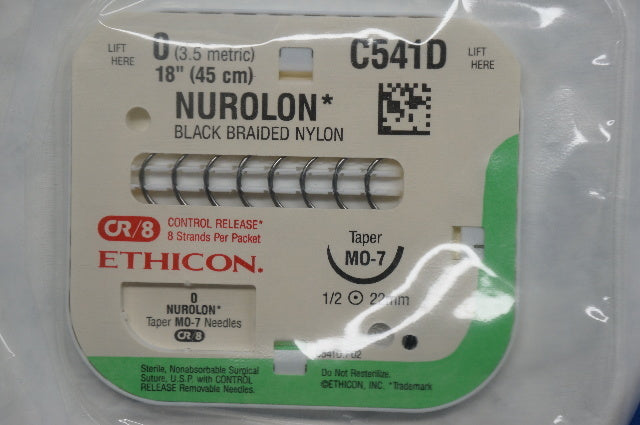 LIFT
HERE
0 (3.5 metric)
18" (45 cm)
C541D
LIFT
HERE
NUROLON*
BLACK BRAIDED NYLON
CR/8
CONTROL RELEASE*
8 Strands Per Packet
ETHICON.
Taper
MO-7
1/2 22mm
0
NUROLON*
Taper MO-7 Needles
CR/8
Sterile, Nonabsorbable Surgical
Suture, U.S.P. with CONTROL
RELEASE Removable Needles.
Do Not Resterilize.
©ETHICON, INC. *Trademark